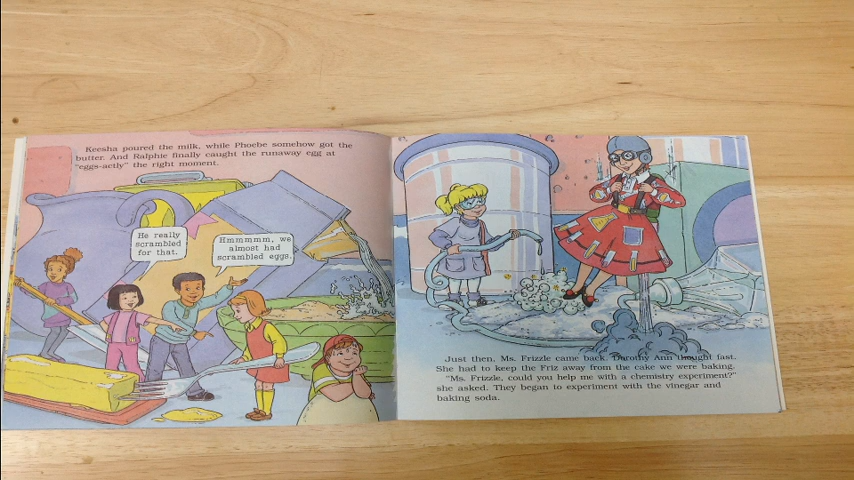 Keesha poured the milk, while Phoebe somehow got the
butter. And Ralphie finally caught the runaway egg at
"eggs-actly" the right moment.
He really
scrambled
for that.
Hmmmmm, we
almost had
scrambled eggs.
Just then, Ms. Frizzle came back. Dorothy Ann thought fast.
She had to keep the Friz away from the cake we were baking.
"Ms. Frizzle, could you help me with a chemistry experiment?"
she asked. They began to experiment with the vinegar and
baking soda.